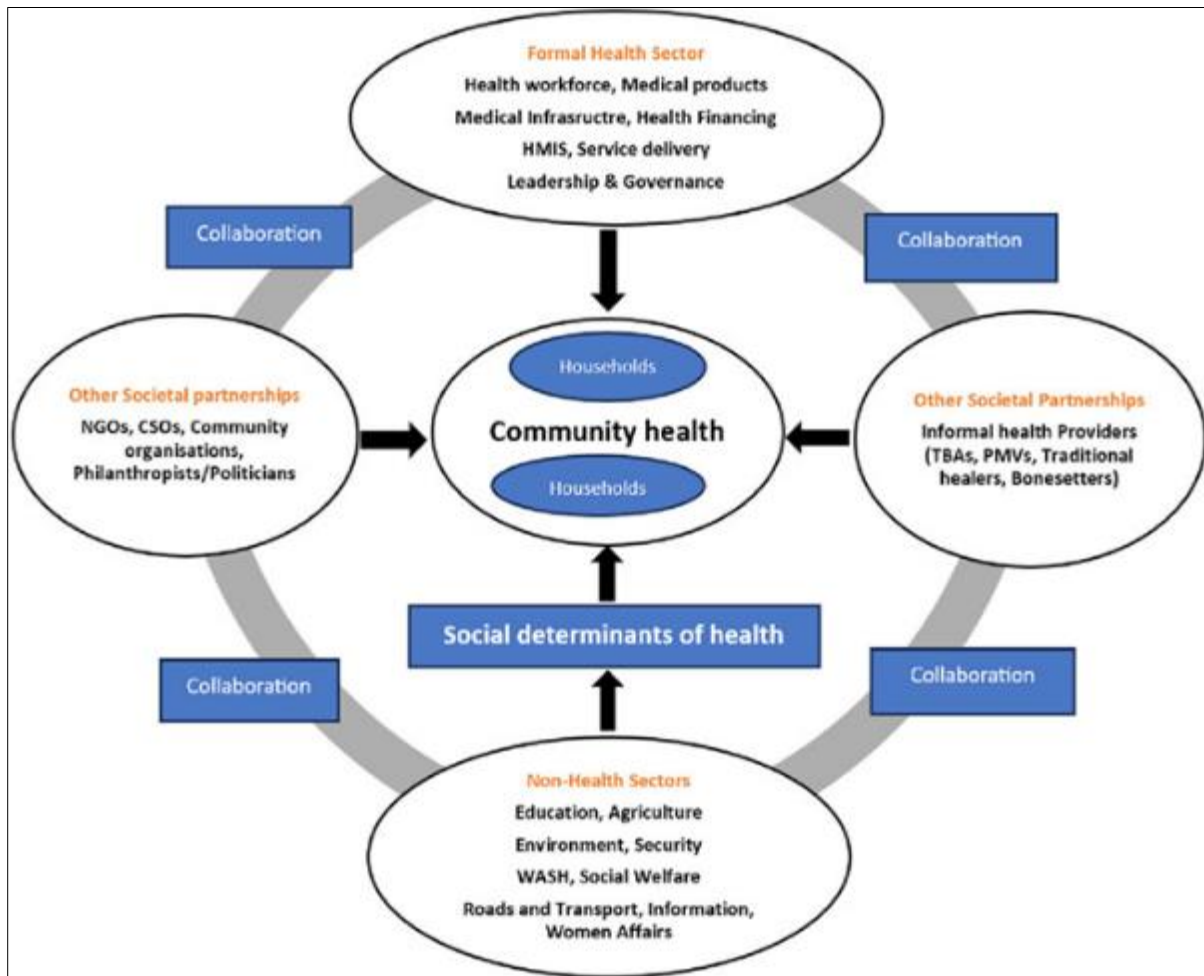 Formal Health Sector
Health workforce, Medical products
Medical Infrasructre, Health Financing
HMIS, Service delivery
Leadership & Governance
Collaboration
Collaboration
Other Societal partnerships
NGOs, CSOs, Community
organisations,
Philanthropists/Politicians
Households
Community health
Households
Other Societal Partnerships
Informal health Providers
(TBAs, PMVs, Traditional
healers, Bonesetters)
Social determinants of health
Collaboration
Collaboration
Non-Health Sectors
Education, Agriculture
Environment, Security
WASH, Social Welfare
Roads and Transport, Information,
Women Affairs